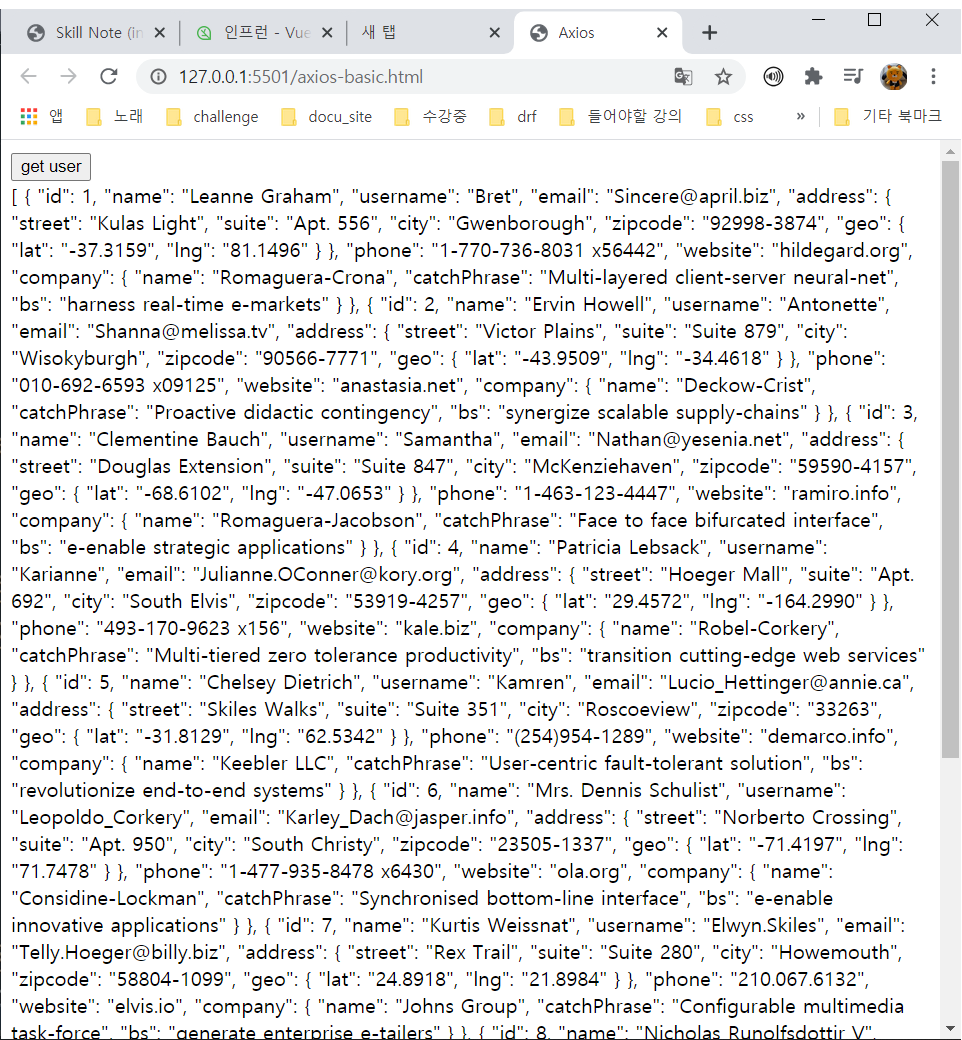 Skill Note (in
인프런 - Vue
새 탭
Axios
127.0.0.1:5501/axios-basic.html
앱 노래 challenge docu_site 수강중 drf 들어야할 강의 css » 기타 북마크
get user
[ { "id": 1, "name": "Leanne Graham", "username": "Bret", "email": "Sincere@april.biz", "address": {
"street": "Kulas Light", "suite": "Apt. 556", "city": "Gwenborough", "zipcode": "92998-3874", "geo": {
"lat": "-37.3159", "lng": "81.1496" } }, "phone": "1-770-736-8031 x56442", "website": "hildegard.org",
"company": { "name": "Romaguera-Crona", "catchPhrase": "Multi-layered client-server neural-net",
"bs": "harness real-time e-markets" } }, { "id": 2, "name": "Ervin Howell", "username": "Antonette",
"email": "Shanna@melissa.tv", "address": { "street": "Victor Plains", "suite": "Suite 879", "city":
"Wisokyburgh", "zipcode": "90566-7771", "geo": { "lat": "-43.9509", "lng": "-34.4618" } }, "phone":
"010-692-6593 x09125", "website": "anastasia.net", "company": { "name": "Deckow-Crist",
"catchPhrase": "Proactive didactic contingency", "bs": "synergize scalable supply-chains" } }, { "id": 3,
"name": "Clementine Bauch", "username": "Samantha", "email": "Nathan@yesenia.net", "address": {
"street": "Douglas Extension", "suite": "Suite 847", "city": "McKenziehaven", "zipcode": "59590-4157",
"geo": { "lat": "-68.6102", "lng": "-47.0653" } }, "phone": "1-463-123-4447", "website": "ramiro.info",
"company": { "name": "Romaguera-Jacobson", "catchPhrase": "Face to face bifurcated interface",
"bs": "e-enable strategic applications" } }, { "id": 4, "name": "Patricia Lebsack", "username":
"Karianne", "email": "Julianne.OConner@kory.org", "address": { "street": "Hoeger Mall", "suite": "Apt.
692", "city": "South Elvis", "zipcode": "53919-4257", "geo": { "lat": "29.4572", "lng": "-164.2990" } },
"phone": "493-170-9623 x156", "website": "kale.biz", "company": { "name": "Robel-Corkery",
"catchPhrase": "Multi-tiered zero tolerance productivity", "bs": "transition cutting-edge web services"
} }, { "id": 5, "name": "Chelsey Dietrich", "username": "Kamren", "email": "Lucio_Hettinger@annie.ca",
"address": { "street": "Skiles Walks", "suite": "Suite 351", "city": "Roscoeview", "zipcode": "33263",
"geo": { "lat": "-31.8129", "lng": "62.5342" } }, "phone": "(254)954-1289", "website": "demarco.info",
"company": { "name": "Keebler LLC", "catchPhrase": "User-centric fault-tolerant solution", "bs":
"revolutionize end-to-end systems" } }, { "id": 6, "name": "Mrs. Dennis Schulist", "username":
"Leopoldo_Corkery", "email": "Karley_Dach@jasper.info", "address": { "street": "Norberto Crossing",
"suite": "Apt. 950", "city": "South Christy", "zipcode": "23505-1337", "geo": { "lat": "-71.4197", "lng":
"71.7478" } }, "phone": "1-477-935-8478 x6430", "website": "ola.org", "company": { "name":
"Considine-Lockman", "catchPhrase": "Synchronised bottom-line interface", "bs": "e-enable
innovative applications" } }, { "id": 7, "name": "Kurtis Weissnat", "username": "Elwyn.Skiles", "email":
"Telly.Hoeger@billy.biz", "address": { "street": "Rex Trail", "suite": "Suite 280", "city": "Howemouth",
"zipcode": "58804-1099", "geo": { "lat": "24.8918", "lng": "21.8984" } }, "phone": "210.067.6132",
"website": "elvis.io", "company": { "name": "Johns Group", "catchPhrase": "Configurable multimedia
task-force", "bs": "generate enterprise e-tailers" } }, { "id": 8, "name": "Nicholas Runolfsdottir V",